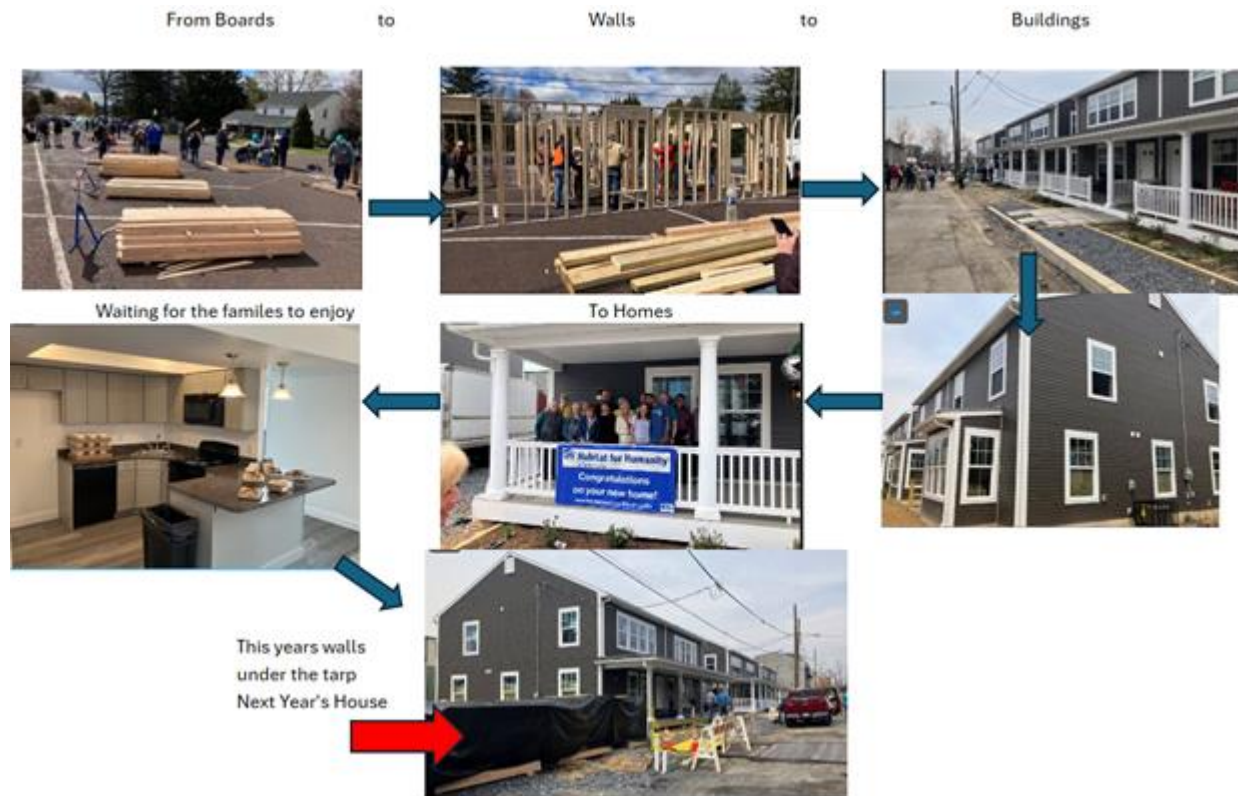 From Boards to Walls to Buildings
Waiting for the familes to enjoy
To Homes
Habitat for Humanity
Congratulations
on your new home!
This years walls
under the tarp
Next Year's House